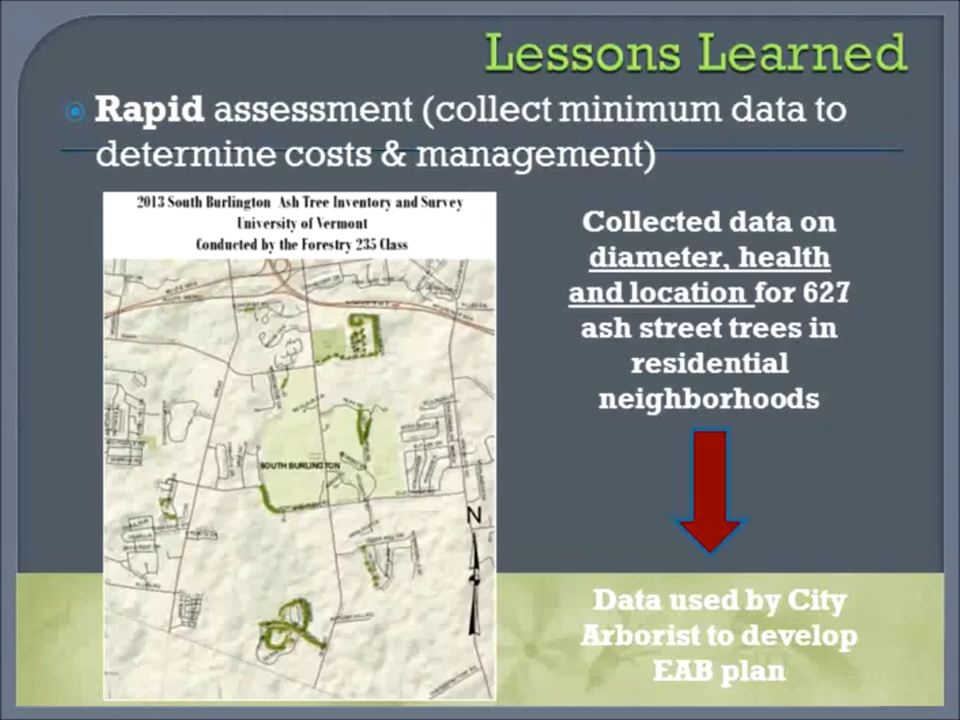 Lessons Learned
Rapid assessment (collect minimum data to
determine costs & management)
2013 South Burlington Ash Tree Inventory and Survey
University of Vermont
Conducted by the Forestry 235 Class
SOUTH BURLINGTON
N
Collected data on
diameter, health
and location for 627
ash street trees in
residential
neighborhoods
Data used by City
Arborist to develop
EAB plan